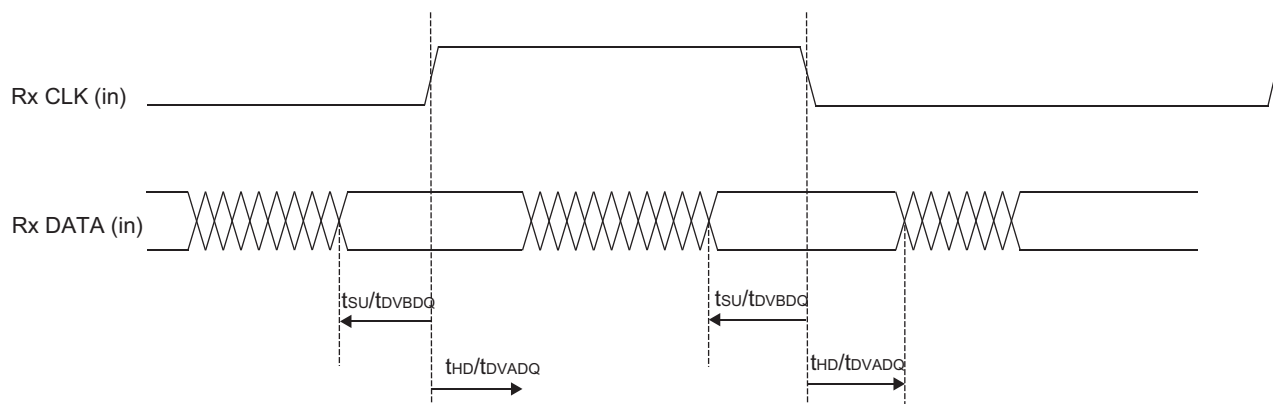 Rx CLK (in)
Rx DATA (in)
tSU/tDVBDQ
tSU/tDVBDQ
tHD/tDVADQ
tHD/tDVADQ